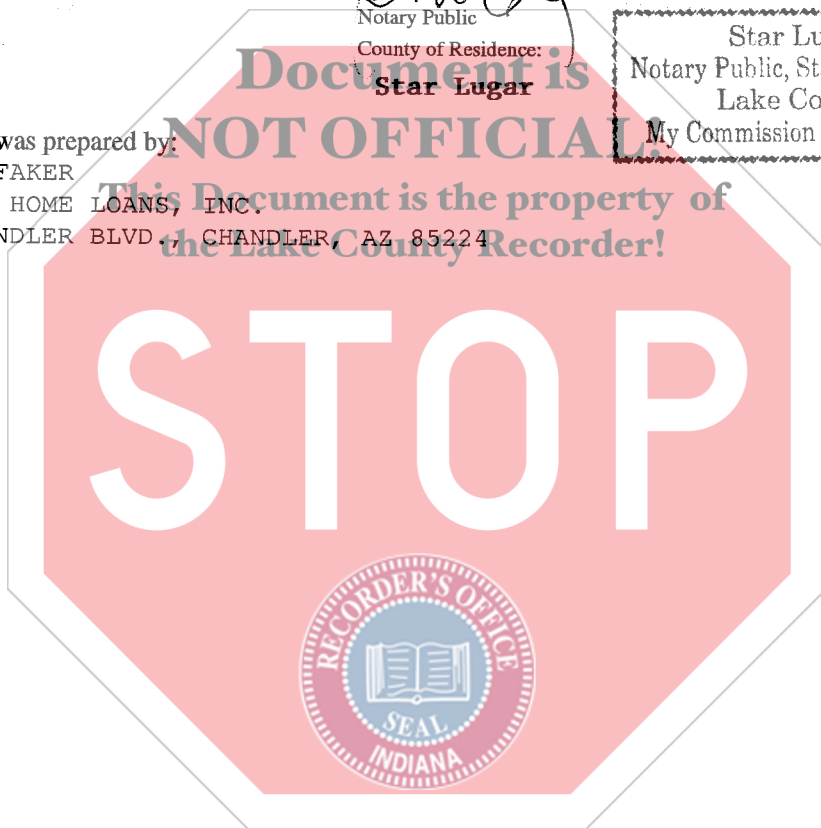 Notary Public
County of Residence:
Star Lugar
Star Lu
Notary Public, St
Lake Co
My Commission
was prepared by:
FAKER
HOME LOANS, INC.
NDLER BLVD., CHANDLER, AZ 85224
Document is
NOT OFFICIAL!
This Document is the property of
the Lake County Recorder!
STOP
RECORDER'S OFFICE
SEAL
INDIANA